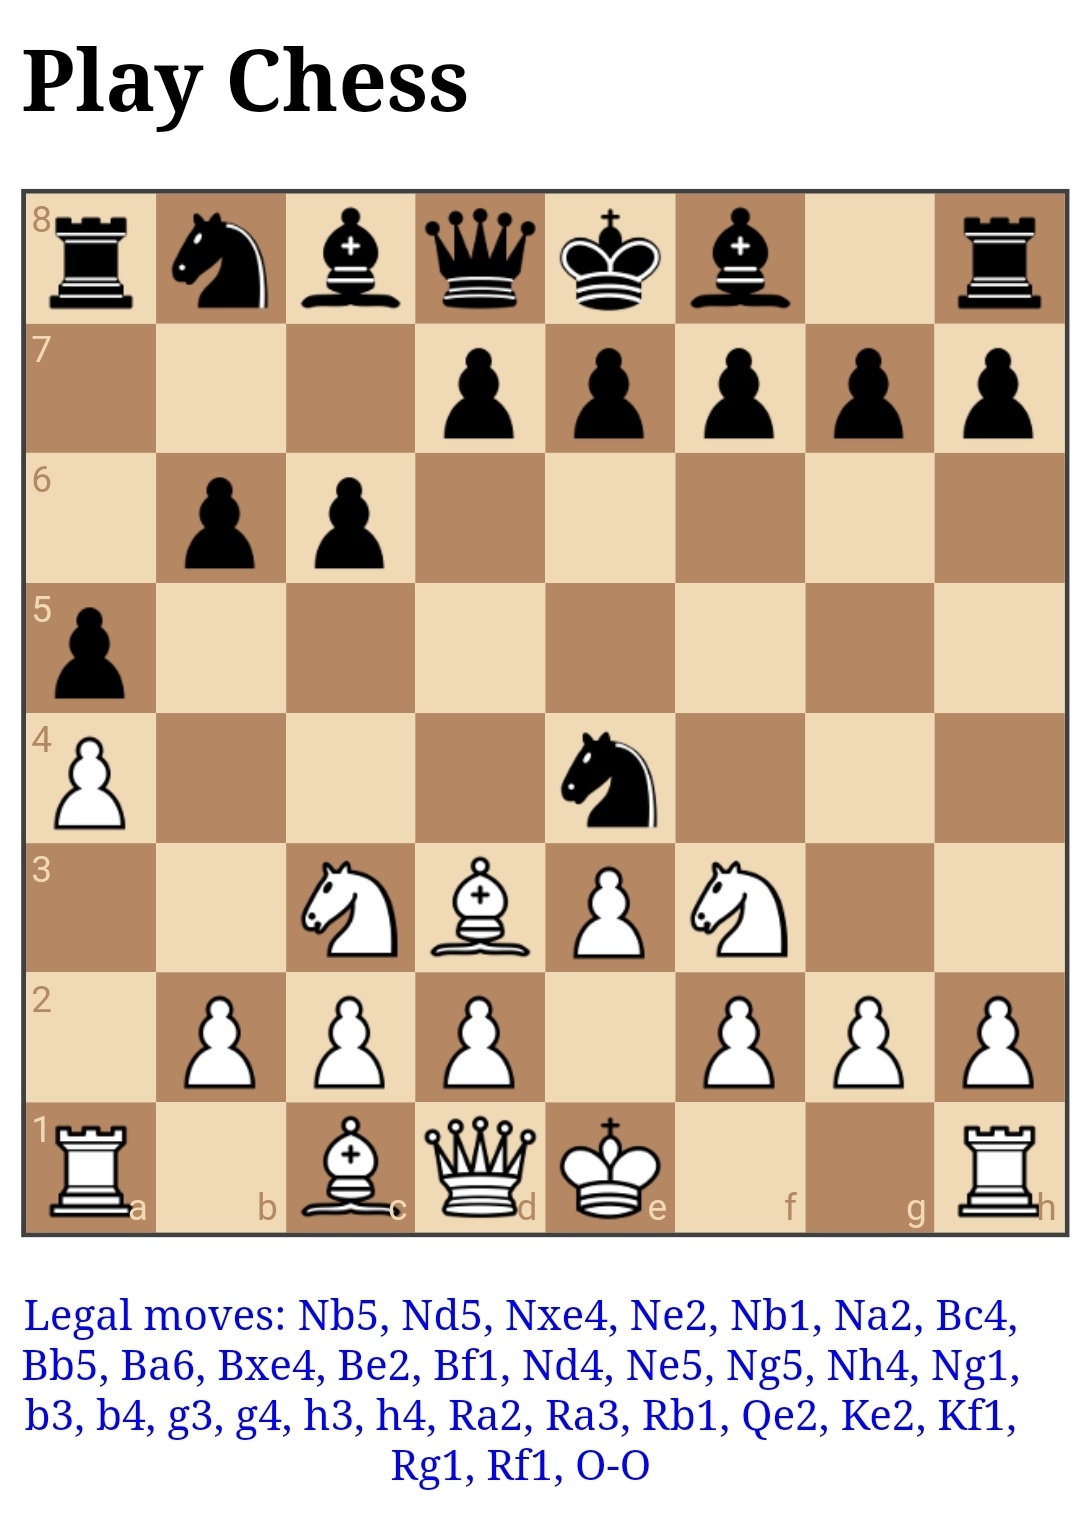 Play Chess
8
7
6
5
4
3
2
1
a b c d e f g h
Legal moves: Nb5, Nd5, Nxe4, Ne2, Nb1, Na2, Bc4,
Bb5, Ba6, Bxe4, Be2, Bf1, Nd4, Ne5, Ng5, Nh4, Ng1,
b3, b4, g3, g4, h3, h4, Ra2, Ra3, Rb1, Qe2, Ke2, Kf1,
Rg1, Rf1, O-O